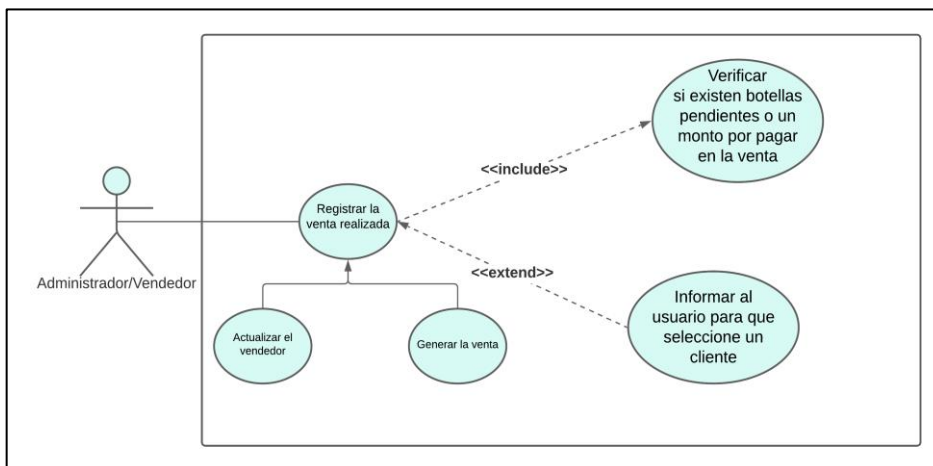 Verificar
si existen botellas
pendientes o un
monto por pagar
en la venta
<<include>>
Registrar la
venta realizada
Administrador/Vendedor
<<extend>>
Informar al
usuario para que
seleccione un
cliente
Actualizar el
vendedor
Generar la venta